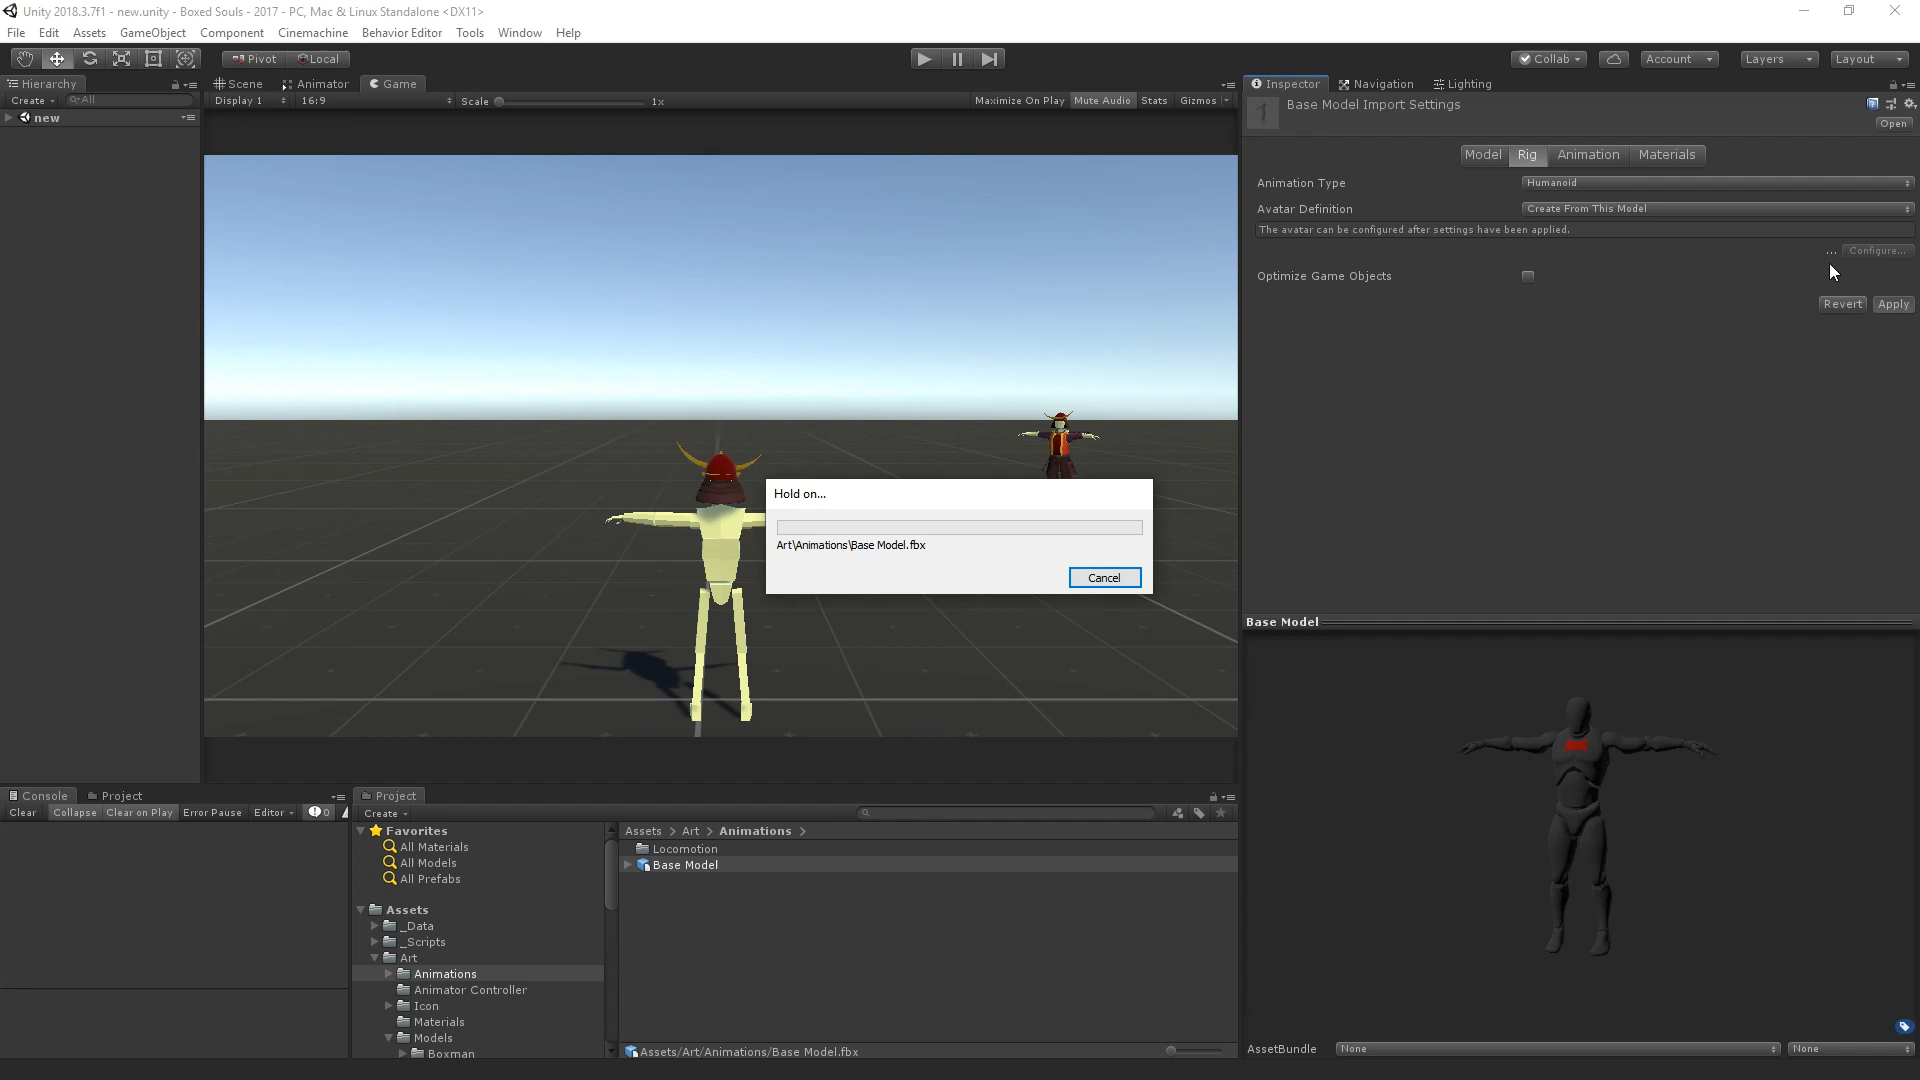 Unity 2018.3.7f1 - new.unity - Boxed Souls - 2017 - PC, Mac & Linux Standalone <DX11>
File Edit Assets GameObject Component Cinemachine Behavior Editor Tools Window Help
Pivot Local Collab Account Layers Layout
Hierarchy Scene Animator Game Inspector Navigation Lighting
Create All Display 1 16:9 Scale 1x Maximize On Play Mute Audio Stats Gizmos
Base Model Import Settings
Open
new
Model Rig Animation Materials
Animation Type Humanoid
Avatar Definition Create From This Model
The avatar can be configured after settings have been applied.
... Configure...
Optimize Game Objects
Revert Apply
Hold on...
Art\Animations\Base Model.fbx
Cancel
Base Model
Console Project Project
Clear Collapse Clear on Play Error Pause Editor 0 Create
Favorites
All Materials
All Models
All Prefabs
Assets
_Data
_Scripts
Art
Animations
Animator Controller
Icon
Materials
Models
Boxman
Assets > Art > Animations >
Locomotion
Base Model
Assets/Art/Animations/Base Model.fbx
AssetBundle None None